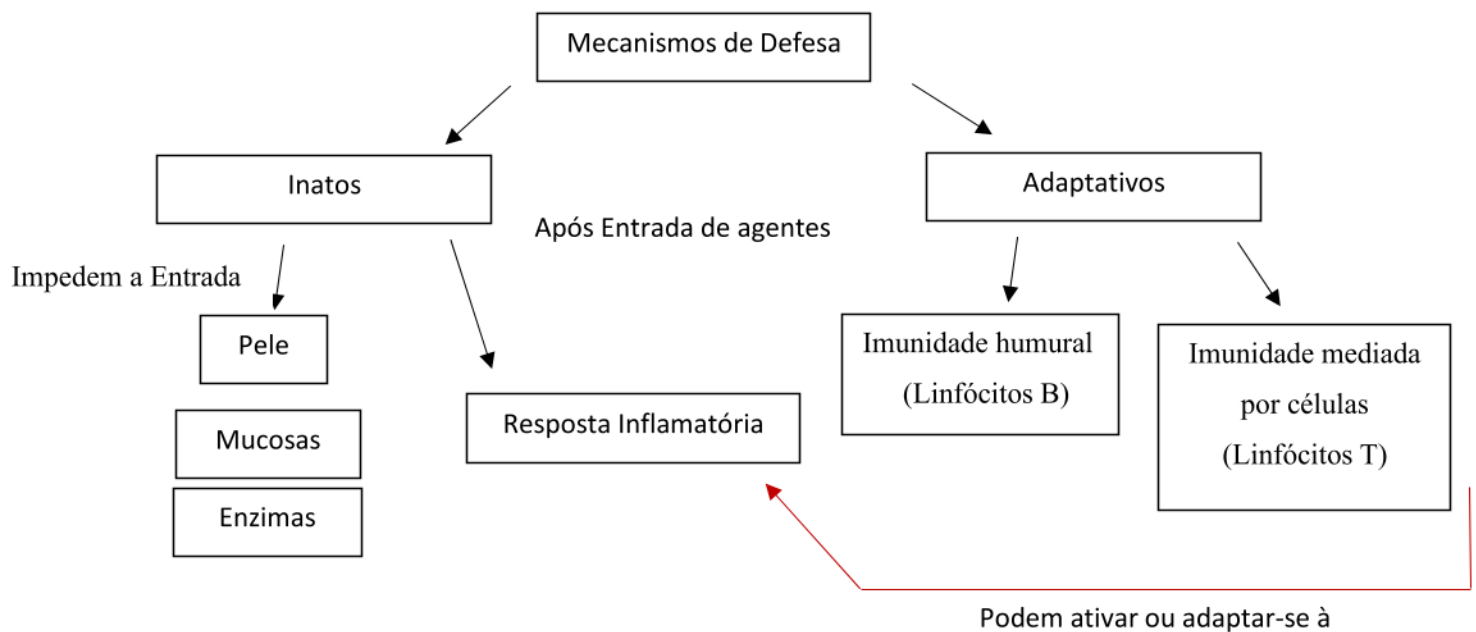 Mecanismos de Defesa
Inatos
Adaptativos
Após Entrada de agentes
Impedem a Entrada
Pele
Mucosas
Enzimas
Resposta Inflamatória
Imunidade humural
(Linfócitos B)
Imunidade mediada
por células
(Linfócitos T)
Podem ativar ou adaptar-se à